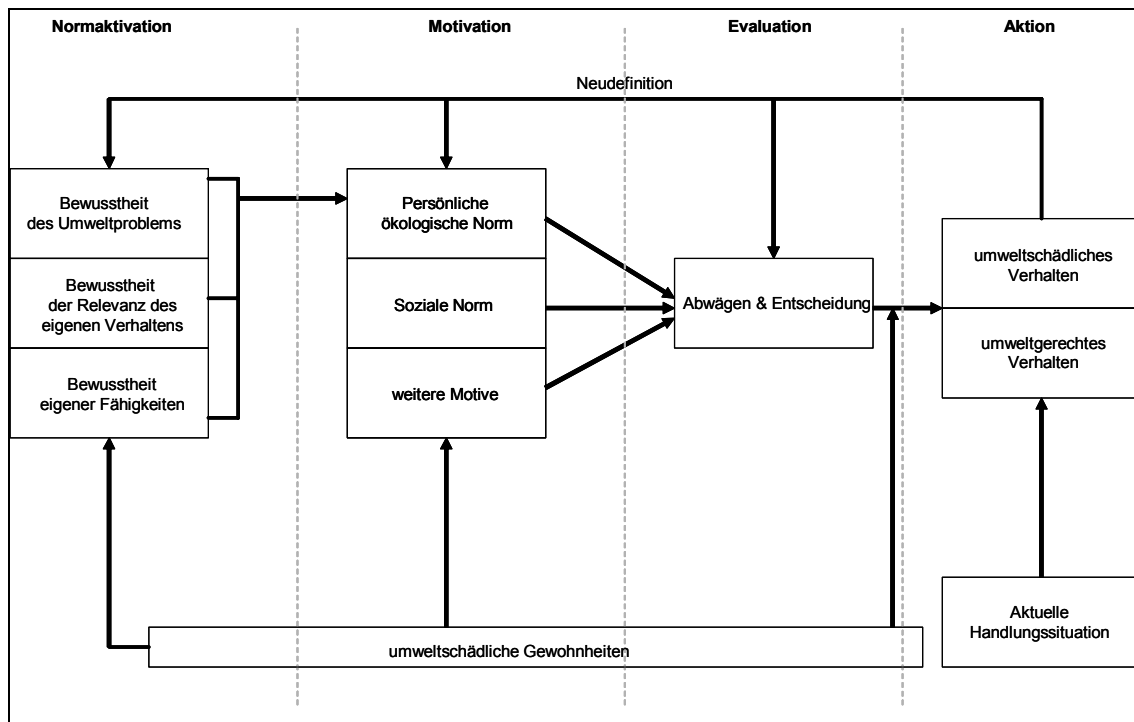 Normaktivation
Motivation
Evaluation
Aktion
Neudefinition
Bewusstheit
des Umweltproblems
Bewusstheit
der Relevanz des
eigenen Verhaltens
Bewusstheit
eigener Fähigkeiten
Persönliche
ökologische Norm
Soziale Norm
weitere Motive
Abwägen & Entscheidung
umweltschädliches
Verhalten
umweltgerechtes
Verhalten
Aktuelle
Handlungssituation
umweltschädliche Gewohnheiten